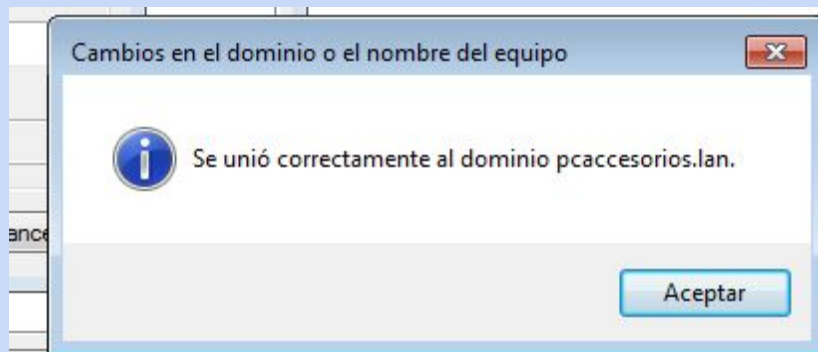 Cambios en el dominio o el nombre del equipo
Se unió correctamente al dominio pcaccesorios.lan.
Aceptar